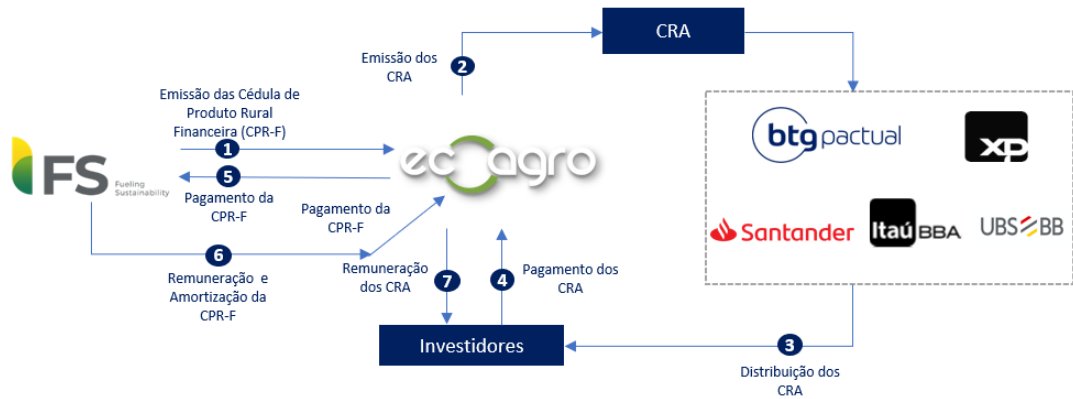 CRA
Emissão dos
CRA
2
Emissão das Cédula de
Produto Rural
Financeira (CPR-F)
1
btg pactual
xp
FS Fueling
Sustainability
ecoagro
5
Pagamento da
CPR-F
Pagamento da
CPR-F
Santander
Itaú BBA
UBS BB
6
Remuneração e
Amortização da
CPR-F
Remuneração
dos CRA
7
4
Pagamento dos
CRA
Investidores
3
Distribuição dos
CRA